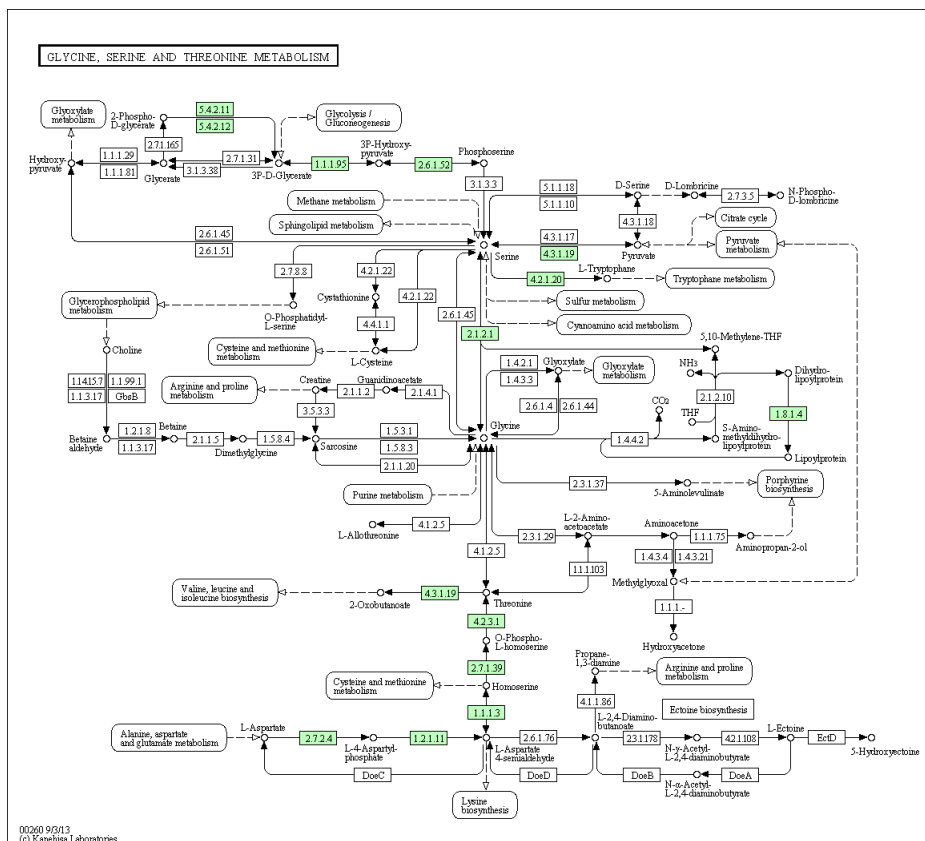 GLYCINE, SERINE AND THREONINE METABOLISM
Glyoxylate
metabolism
2-Phospho-
D-glycerate
5.4.2.11
5.4.2.12
Glycolysis /
Gluconeogenesis
2.7.1.165
Hydroxy-
pyruvate
1.1.1.29
1.1.1.81
Glycerate
2.7.1.31
3.1.3.38
3P-D-Glycerate
1.1.1.95
3P-Hydroxy-
pyruvate
2.6.1.52
Phosphoserine
3.1.3.3
5.1.1.18
5.1.1.10
D-Serine
D-Lombricine
2.7.3.5
N-Phospho-
D-lombricine
Methane metabolism
Sphingolipid metabolism
4.3.1.18
Citrate cycle
Pyruvate
metabolism
2.6.1.45
2.6.1.51
Serine
4.3.1.17
4.3.1.19
Pyruvate
2.7.8.8
4.2.1.22
4.2.1.22
4.2.1.20
L-Tryptophane
Tryptophane metabolism
Glycerophospholipid
metabolism
O-Phosphatidyl-
L-serine
Cystathionine
4.4.1.1
2.6.1.45
2.1.2.1
Sulfur metabolism
Cyanoamino acid metabolism
Choline
Cysteine and methionine
metabolism
L-Cysteine
5,10-Methylene-THF
1.14.15.7
1.1.99.1
1.1.3.17
GbsB
Arginine and proline
metabolism
Creatine
2.1.1.2
Guanidinoacetate
2.1.4.1
1.4.2.1
1.4.3.3
Glyoxylate
Glyoxylate
metabolism
NH3
Dihydro-
lipoylprotein
3.5.3.3
2.6.1.4
2.6.1.44
CO2
THF
2.1.2.10
1.8.1.4
Betaine
aldehyde
1.2.1.8
1.1.3.17
Betaine
2.1.1.5
Dimethylglycine
1.5.8.4
Sarcosine
1.5.3.1
1.5.8.3
2.1.1.20
Glycine
1.4.4.2
S-Amino-
methyldihydro-
lipoylprotein
Lipoylprotein
Purine metabolism
2.3.1.37
5-Aminolevulinate
Porphyrine
biosynthesis
L-Allothreonine
4.1.2.5
2.3.1.29
L-2-Amino-
acetoacetate
Aminoacetone
1.1.1.75
Aminopropan-2-ol
4.1.2.5
1.1.1.103
1.4.3.4
1.4.3.21
Methylglyoxal
Valine, leucine and
isoleucine biosynthesis
2-Oxobutanoate
4.3.1.19
Threonine
1.1.1.-
4.2.3.1
O-Phospho-
L-homoserine
Hydroxyacetone
2.7.1.39
Propane-
1,3-diamine
Arginine and proline
metabolism
Cysteine and methionine
metabolism
Homoserine
4.1.1.86
1.1.1.3
L-2,4-Diamino-
butanoate
Ectoine biosynthesis
Alanine, aspartate
and glutamate metabolism
L-Aspartate
2.7.2.4
L-4-Aspartyl-
phosphate
1.2.1.11
L-Aspartate
4-semialdehyde
2.6.1.76
2.3.1.178
N-γ-Acetyl-
L-2,4-diaminobutyrate
4.2.1.108
L-Ectoine
EctD
5-Hydroxyectoine
DoeC
DoeD
DoeB
DoeA
N-α-Acetyl-
L-2,4-diaminobutyrate
Lysine
biosynthesis
00260 9/3/13
(c) Kanehisa Laboratories